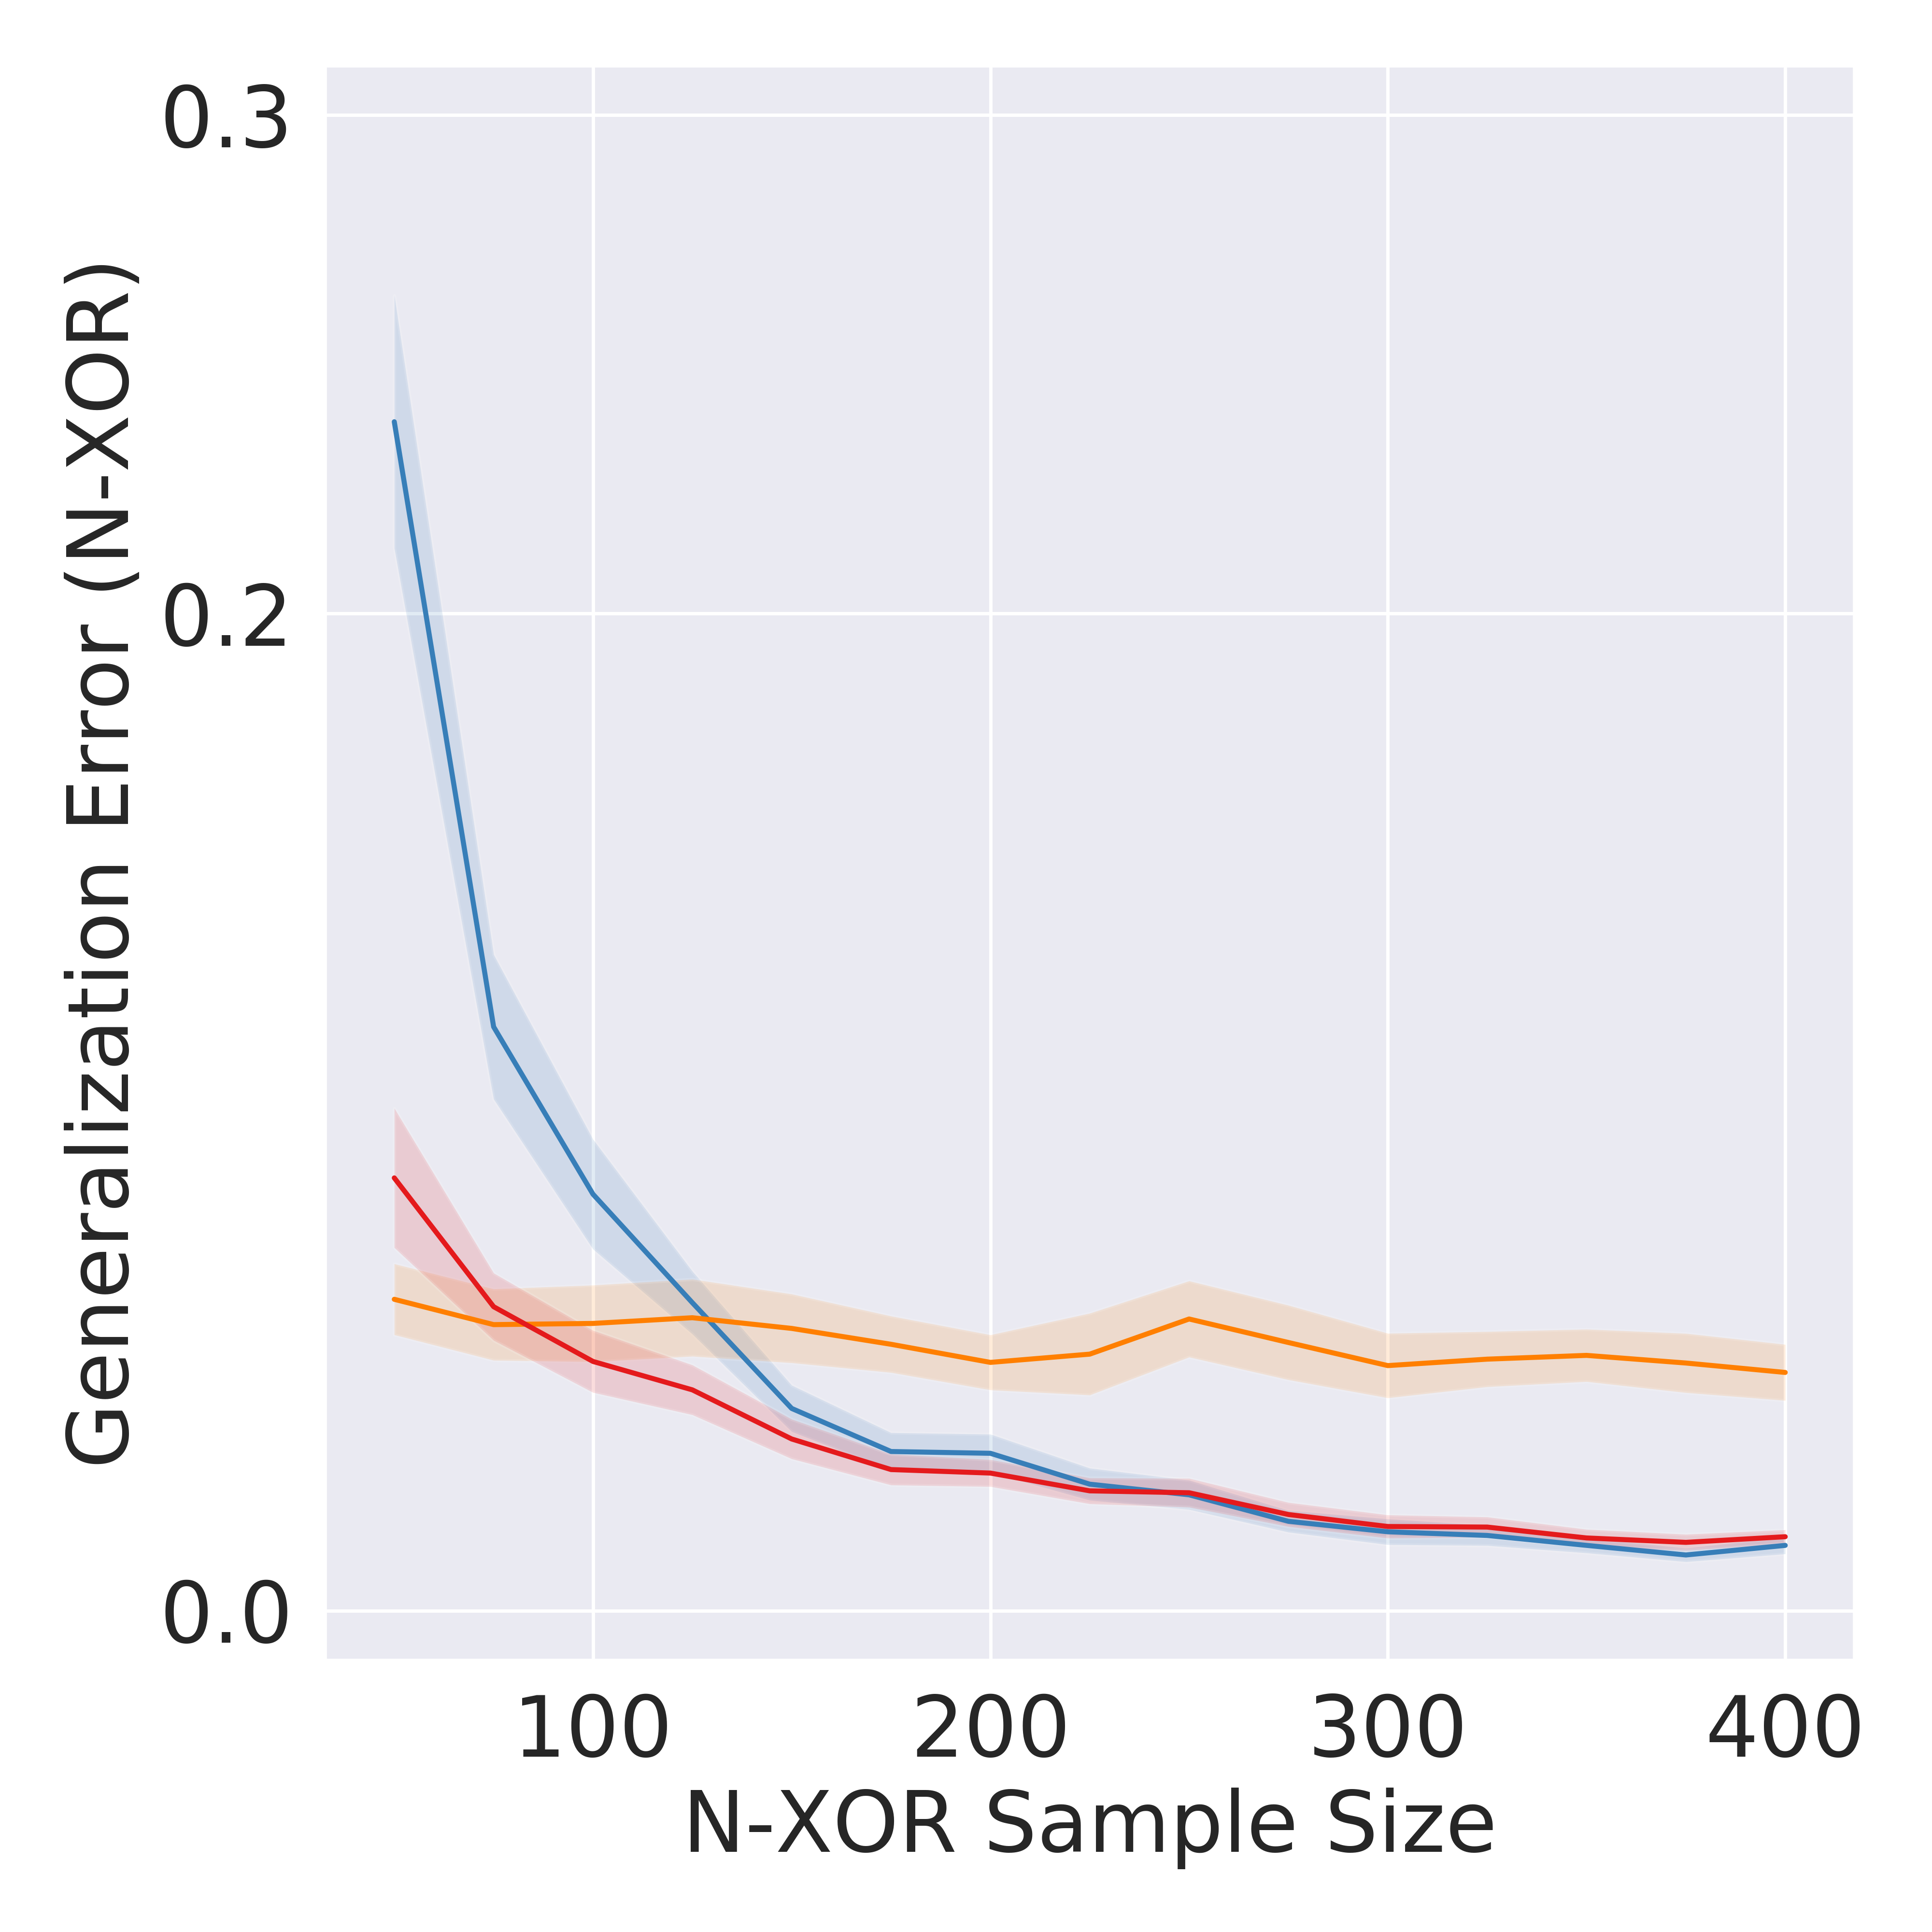 Generalization Error (N-XOR)
0.3
0.2
0.0
100 200 300 400
N-XOR Sample Size